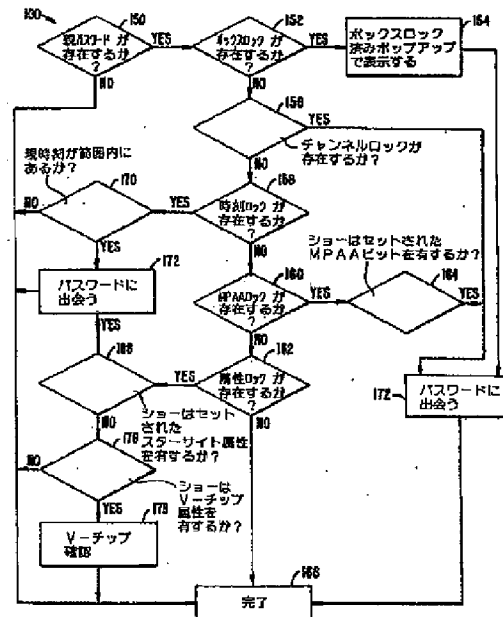 150
親パスワード が
存在するか
?
YES
NO
152
ボックスロック が
存在するか
?
YES
NO
ボックスロック
済みポップアップ
で表示する
YES
NO
チャンネルロックが
存在するか?
現時刻が範囲内に
あるか?
170
NO
YES
168
時刻ロック が
存在するか
?
YES
NO
172
パスワードに
出会う
YES
ショーはセットされた
MPAAビットを有するか?
164
YES
160
MPAAロック が
存在するか
?
YES
NO
162
属性ロック が
存在するか
?
YES
NO
ショーはセット
された
スターサイト属性
を有するか?
NO
172
パスワードに
出会う
NO
ショーは
V－チップ
属性を
有するか?
YES
V－チップ
確認
166
完了